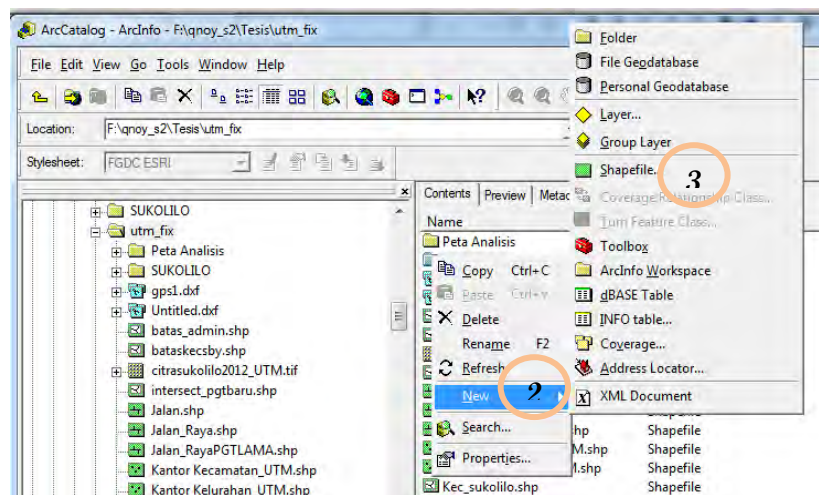 ArcCatalog - ArcInfo - F:\qnoy_s2\Tesis\utm_fix
File Edit View Go Tools Window Help
Location: F:\qnoy_s2\Tesis\utm_fix
Stylesheet: FGDC ESRI
SUKOLILO
utm_fix
Peta Analisis
SUKOLILO
gps1.dxf
Untitled.dxf
batas_admin.shp
bataskecsby.shp
citrasukolilo2012_UTM.tif
intersect_pgtbaru.shp
Jalan.shp
Jalan_Raya.shp
Jalan_RayaPGTLAMA.shp
Kantor Kecamatan_UTM.shp
Kantor Kelurahan_UTM.shp
Contents Preview Metac
Name
Peta Analisis
Copy Ctrl+C
Paste Ctrl+V
Delete
Rename F2
Refresh
New 2
Search...
Properties...
Folder
File Geodatabase
Personal Geodatabase
Layer...
Group Layer
Shapefile... 3
Coverage Relationship Class...
Turn Feature Class...
Toolbox
ArcInfo Workspace
dBASE Table
INFO table...
Coverage...
Address Locator...
XML Document
hp Shapefile
M.shp Shapefile
l.shp Shapefile
Kec_sukolilo.shp Shapefile